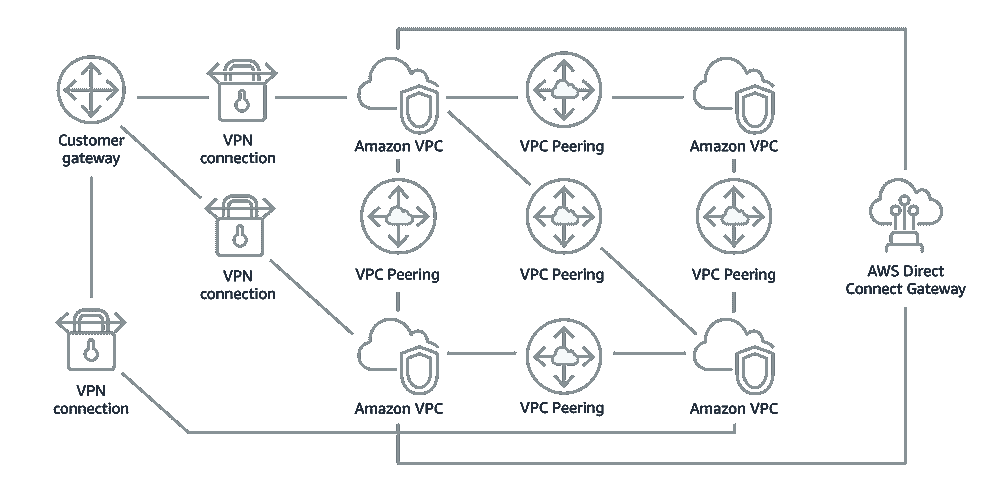 Customer
gateway
VPN
connection
Amazon VPC
VPC Peering
Amazon VPC
VPN
connection
VPC Peering
VPC Peering
VPC Peering
AWS Direct
Connect Gateway
VPN
connection
Amazon VPC
VPC Peering
Amazon VPC